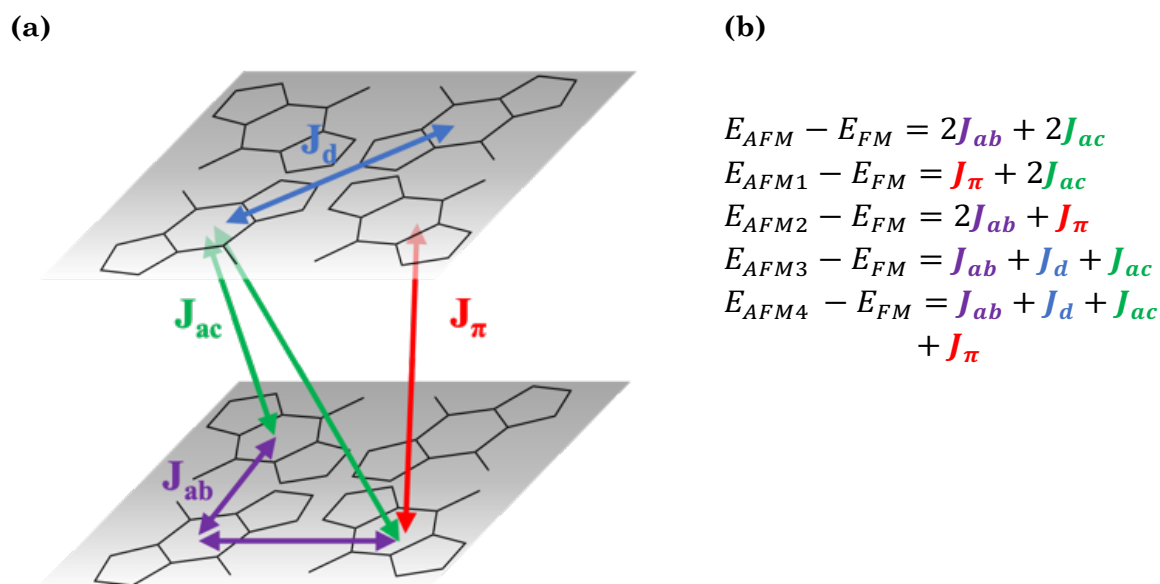 (a)
(b)
J_d
J_ac
J_π
J_ab
E_AFM − E_FM = 2J_ab + 2J_ac
E_AFM1 − E_FM = J_π + 2J_ac
E_AFM2 − E_FM = 2J_ab + J_π
E_AFM3 − E_FM = J_ab + J_d + J_ac
E_AFM4 − E_FM = J_ab + J_d + J_ac
+ J_π